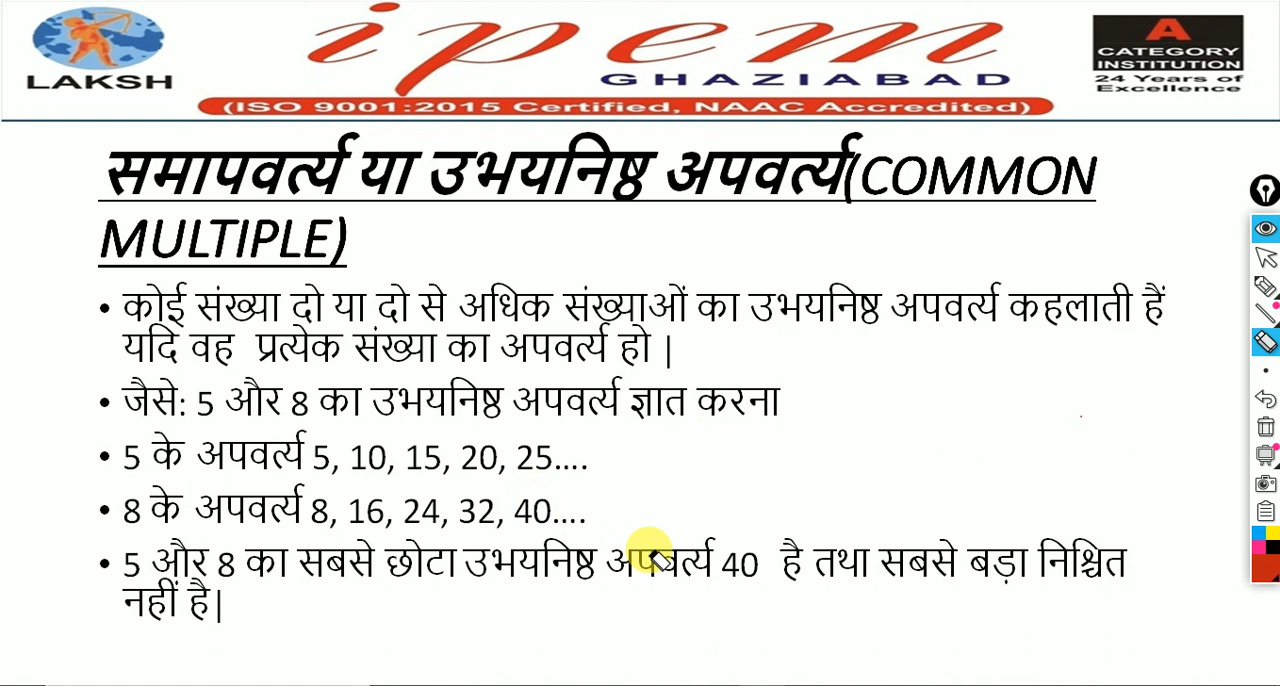 LAKSH
ipem
GHAZIABAD
(ISO 9001:2015 Certified, NAAC Accredited)
A
CATEGORY
INSTITUTION
24 Years of
Excellence
समापवर्त्य या उभयनिष्ठ अपवर्त्य(COMMON
MULTIPLE)
• कोई संख्या दो या दो से अधिक संख्याओं का उभयनिष्ठ अपवर्त्य कहलाती हैं
यदि वह प्रत्येक संख्या का अपवर्त्य हो |
• जैसे: 5 और 8 का उभयनिष्ठ अपवर्त्य ज्ञात करना
• 5 के अपवर्त्य 5, 10, 15, 20, 25....
• 8 के अपवर्त्य 8, 16, 24, 32, 40....
• 5 और 8 का सबसे छोटा उभयनिष्ठ अपवर्त्य 40 है तथा सबसे बड़ा निश्चित
नहीं है|